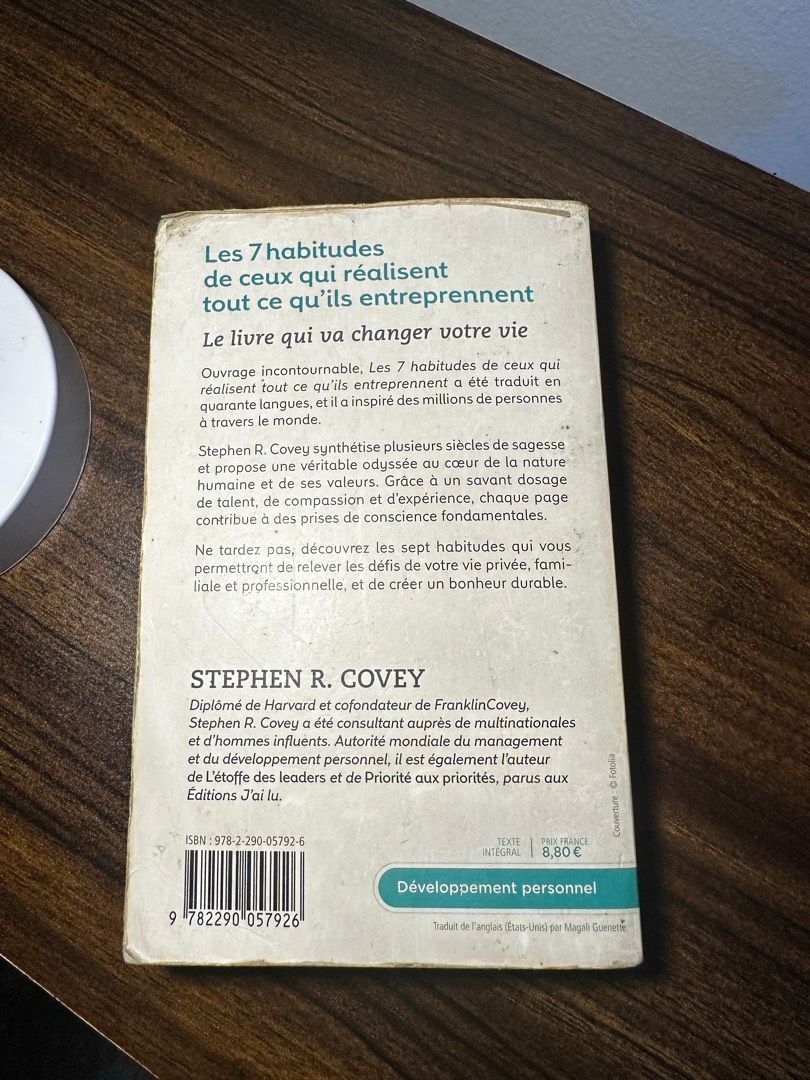 Les 7 habitudes
de ceux qui réalisent
tout ce qu'ils entreprennent
Le livre qui va changer votre vie
Ouvrage incontournable, Les 7 habitudes de ceux qui
réalisent tout ce qu'ils entreprennent a été traduit en
quarante langues, et il a inspiré des millions de personnes
à travers le monde.
Stephen R. Covey synthétise plusieurs siècles de sagesse
et propose une véritable odyssée au cœur de la nature
humaine et de ses valeurs. Grâce à un savant dosage
de talent, de compassion et d'expérience, chaque page
contribue à des prises de conscience fondamentales.
Ne tardez pas, découvrez les sept habitudes qui vous
permettront de relever les défis de votre vie privée, fami-
liale et professionnelle, et de créer un bonheur durable.
STEPHEN R. COVEY
Diplômé de Harvard et cofondateur de FranklinCovey,
Stephen R. Covey a été consultant auprès de multinationales
et d'hommes influents. Autorité mondiale du management
et du développement personnel, il est également l'auteur
de L'étoffe des leaders et de Priorité aux priorités, parus aux
Éditions J'ai lu.
Couverture : © Fotolia
ISBN : 978-2-290-05792-6
9 782290 057926
TEXTE
INTÉGRAL
PRIX FRANCE
8,80 €
Développement personnel
Traduit de l'anglais (États-Unis) par Magali Guenette